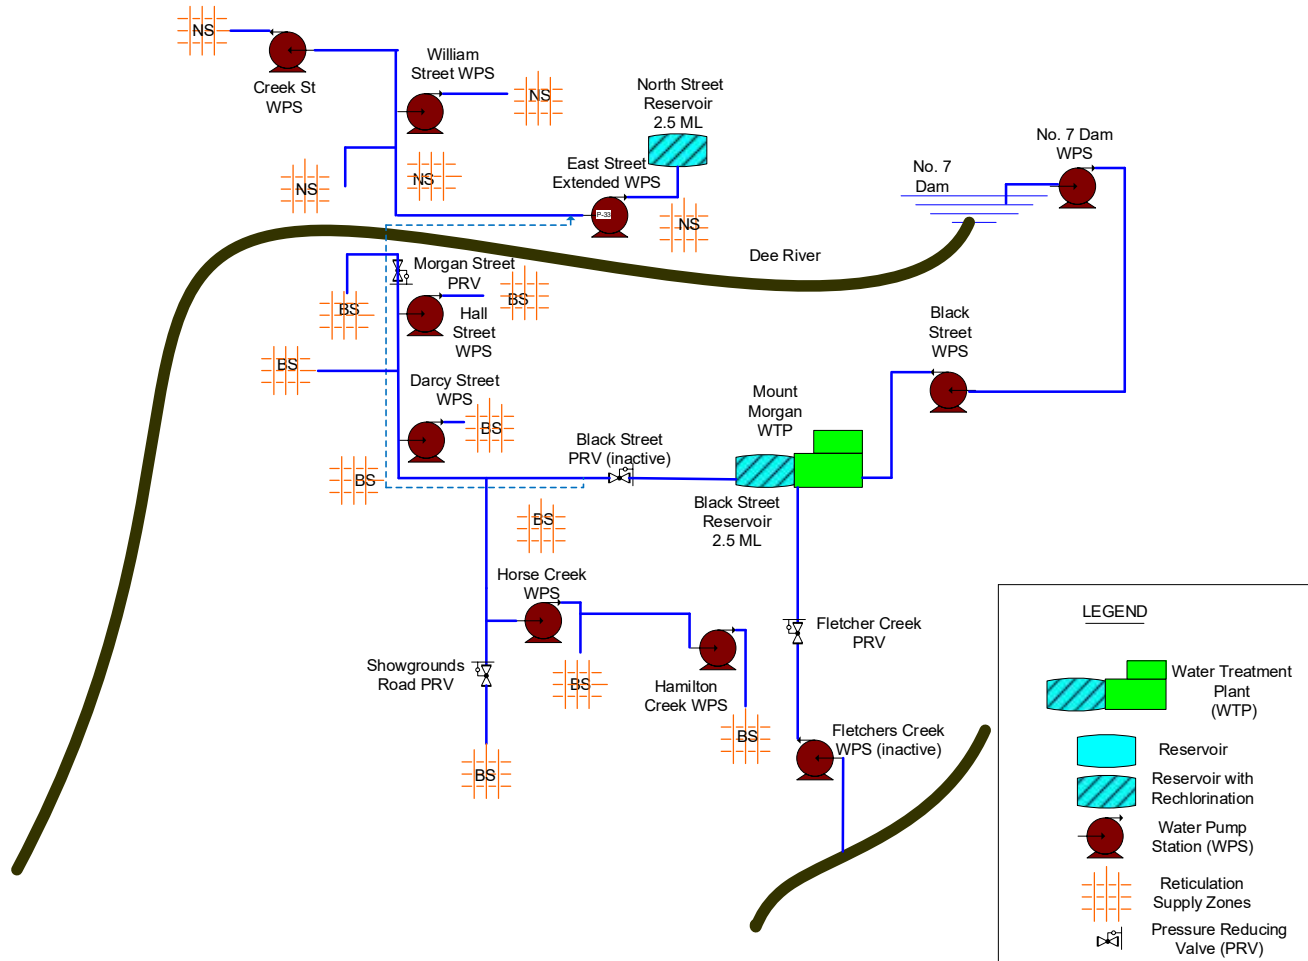 NS
Creek St
WPS
William
Street WPS
NS
North Street
Reservoir
2.5 ML
NS
NS
East Street
Extended WPS
P-33
NS
No. 7
Dam
No. 7 Dam
WPS
Dee River
Morgan Street
PRV
BS
BS
Hall
Street
WPS
BS
Darcy Street
WPS
BS
BS
Black Street
PRV (inactive)
Mount
Morgan
WTP
Black
Street
WPS
Black Street
Reservoir
2.5 ML
BS
Horse Creek
WPS
BS
Showgrounds
Road PRV
BS
Hamilton
Creek WPS
BS
Fletcher Creek
PRV
Fletchers Creek
WPS (inactive)
LEGEND
Water Treatment
Plant
(WTP)
Reservoir
Reservoir with
Rechlorination
Water Pump
Station (WPS)
Reticulation
Supply Zones
Pressure Reducing
Valve (PRV)